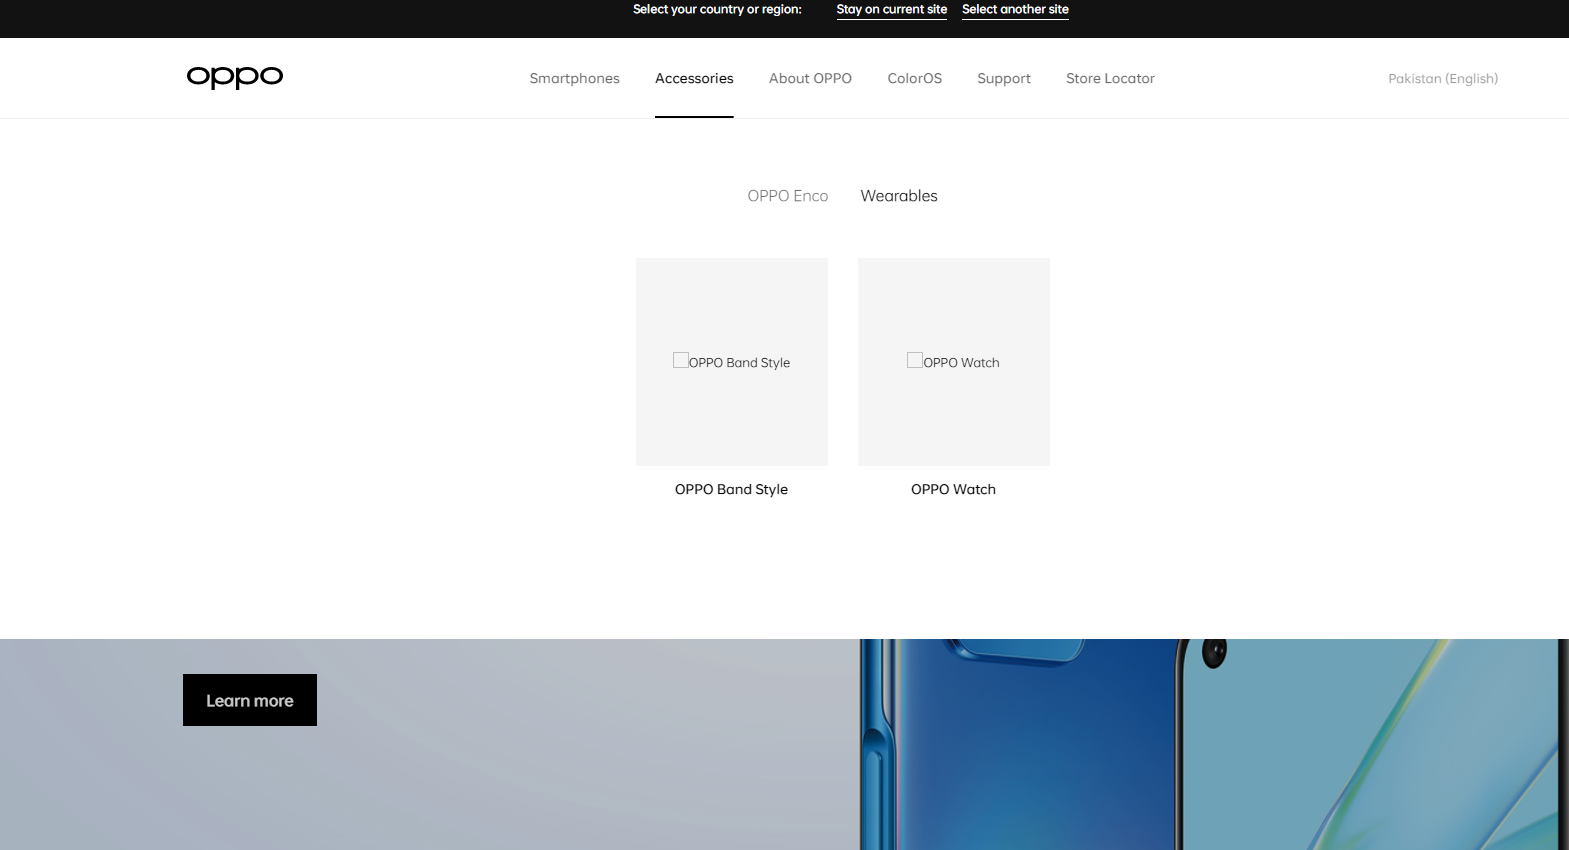 Select your country or region: Stay on current site Select another site
oppo Smartphones Accessories About OPPO ColorOS Support Store Locator Pakistan (English)
OPPO Enco Wearables
OPPO Band Style OPPO Watch
OPPO Band Style OPPO Watch
Learn more